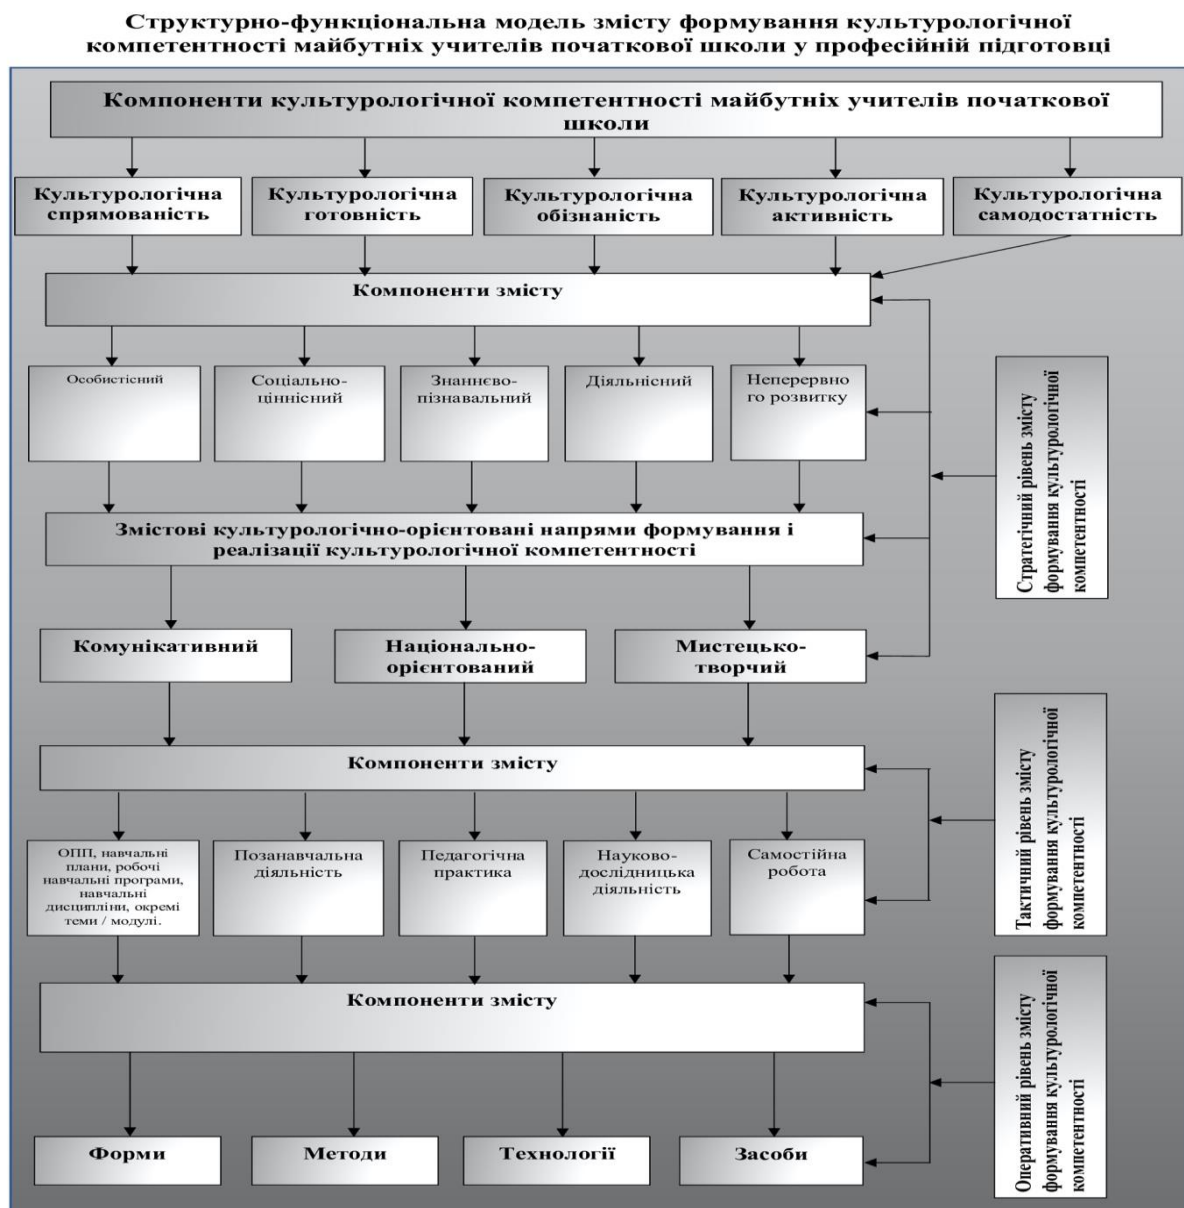 Структурно-функціональна модель змісту формування культурологічної
компетентності майбутніх учителів початкової школи у професійній підготовці
Компоненти культурологічної компетентності майбутніх учителів початкової
школи
Культурологічна
спрямованість
Культурологічна
готовність
Культурологічна
обізнаність
Культурологічна
активність
Культурологічна
самодостатність
Компоненти змісту
Особистісний
Соціально-
ціннісний
Знаннєво-
пізнавальний
Діяльнісний
Неперервно
го розвитку
Стратегічний рівень змісту
формування культурологічної
компетентності
Змістові культурологічно-орієнтовані напрями формування і
реалізації культурологічної компетентності
Комунікативний
Національно-
орієнтований
Мистецько-
творчий
Компоненти змісту
ОПП, навчальні
плани, робочі
навчальні програми,
навчальні
дисципліни, окремі
теми / модулі.
Позанавчальна
діяльність
Педагогічна
практика
Науково-
дослідницька
діяльність
Самостійна
робота
Тактичний рівень змісту
формування культурологічної
компетентності
Компоненти змісту
Форми
Методи
Технології
Засоби
Оперативний рівень змісту
формування культурологічної
компетентності